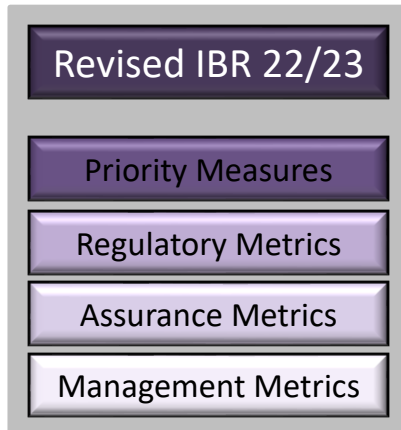 Revised IBR 22/23
Priority Measures
Regulatory Metrics
Assurance Metrics
Management Metrics